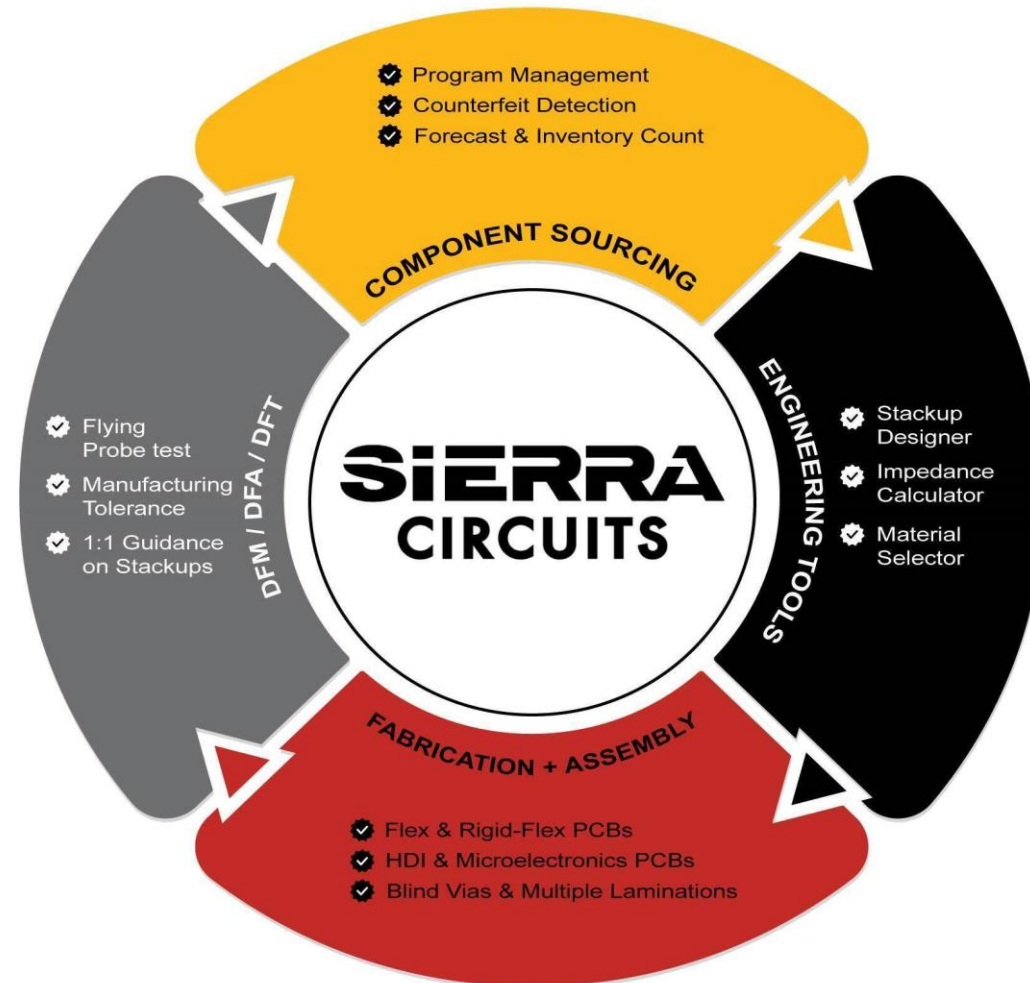 Program Management
Counterfeit Detection
Forecast & Inventory Count
COMPONENT SOURCING
Stackup
Designer
Impedance
Calculator
Material
Selector
ENGINEERING TOOLS
FABRICATION + ASSEMBLY
Flex & Rigid-Flex PCBs
HDI & Microelectronics PCBs
Blind Vias & Multiple Laminations
Flying
Probe test
Manufacturing
Tolerance
1:1 Guidance
on Stackups
DFM / DFA / DFT
SiERRA
CIRCUITS